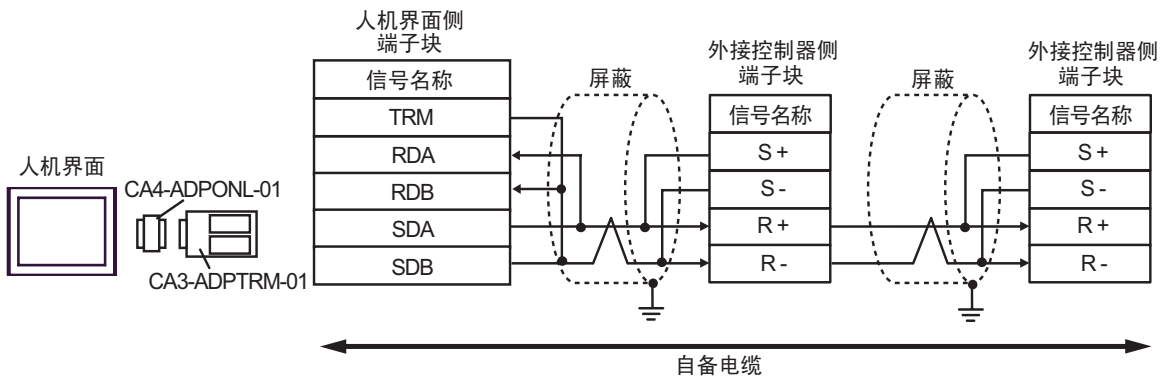 人机界面
CA4-ADPONL-01
CA3-ADPTRM-01
人机界面侧
端子块
信号名称
TRM
RDA
RDB
SDA
SDB
屏蔽
外接控制器侧
端子块
信号名称
S+
S-
R+
R-
屏蔽
外接控制器侧
端子块
信号名称
S+
S-
R+
R-
自备电缆